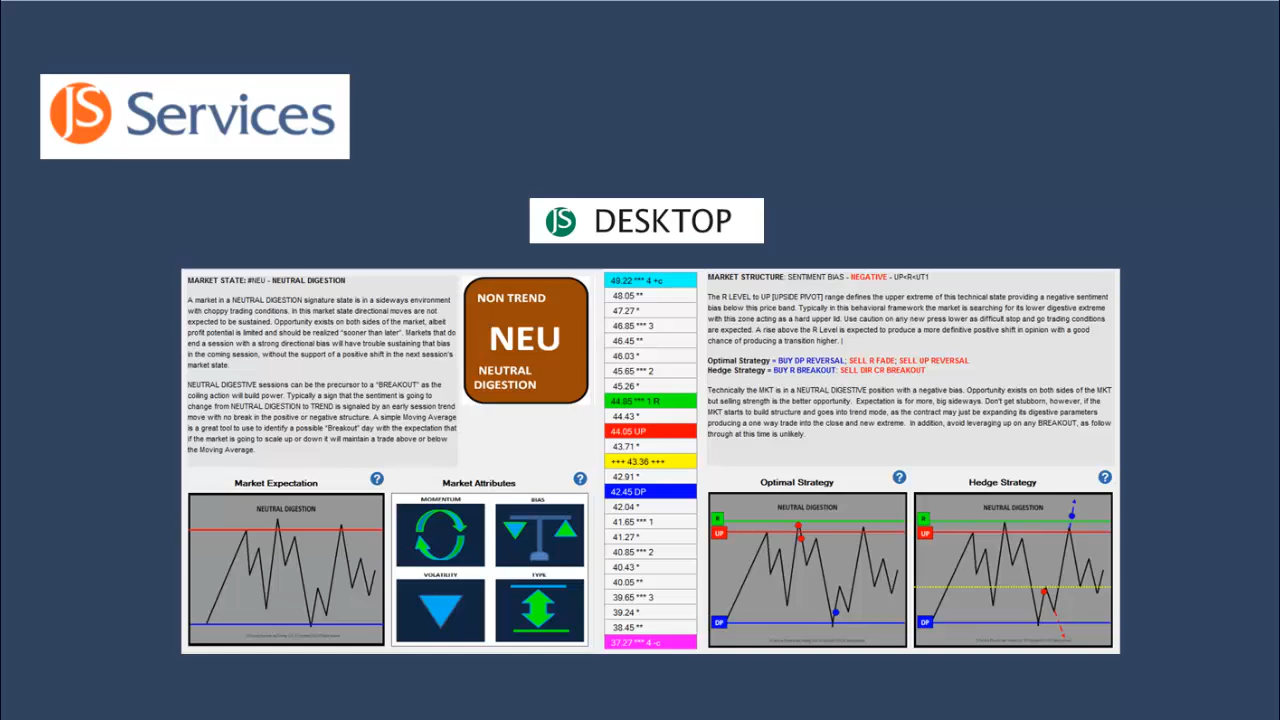 JS Services
JS DESKTOP
MARKET STATE: #NEU - NEUTRAL DIGESTION
A market in a NEUTRAL DIGESTION signature state is in a sideways environment
with choppy trading conditions. In this market state directional moves are not
expected to be sustained. Opportunity exists on both sides of the market, albeit
profit potential is limited and should be realized "sooner than later". Markets that do
end a session with a strong directional bias will have trouble sustaining that bias
in the coming session, without the support of a positive shift in the next session's
market state.
NEUTRAL DIGESTIVE sessions can be the precursor to a "BREAKOUT" as the
coiling action will build power. Typically a sign that the sentiment is going to
change from NEUTRAL DIGESTION to TREND is signaled by an early session trend
move with no break in the positive or negative structure. A simple Moving Average
is a great tool to use to identify a possible "Breakout" day with the expectation that
if the market is going to scale up or down it will maintain a trade above or below
the Moving Average.
NON TREND
NEU
NEUTRAL
DIGESTION
49.22 *** 4 +c
48.05 **
47.27 *
46.85 *** 3
46.45 **
46.03 *
45.65 *** 2
45.26 *
44.85 *** 1 R
44.43 *
44.05 UP
43.71 *
+++ 43.36 +++
42.91 *
42.45 DP
42.04 *
41.65 *** 1
41.27 *
40.85 *** 2
40.43 *
40.05 **
39.65 *** 3
39.24 *
38.45 **
37.27 *** 4 -c
MARKET STRUCTURE: SENTIMENT BIAS - NEGATIVE - UP<R<UT1
The R LEVEL to UP [UPSIDE PIVOT] range defines the upper extreme of this technical state providing a negative sentiment
bias below this price band. Typically in this behavioral framework the market is searching for its lower digestive extreme
with this zone acting as a hard upper lid. Use caution on any new press lower as difficult stop and go trading conditions
are expected. A rise above the R Level is expected to produce a more definitive positive shift in opinion with a good
chance of producing a transition higher. |
Optimal Strategy = BUY DP REVERSAL; SELL R FADE; SELL UP REVERSAL
Hedge Strategy = BUY R BREAKOUT: SELL DIR CR BREAKOUT
Technically the MKT is in a NEUTRAL DIGESTIVE position with a negative bias. Opportunity exists on both sides of the MKT
but selling strength is the better opportunity. Expectation is for more, big sideways. Don't get stubborn, however, if the
MKT starts to build structure and goes into trend mode, as the contract may just be expanding its digestive parameters
producing a one way trade into the close and new extreme. In addition, avoid leveraging up on any BREAKOUT, as follow
through at this time is unlikely.
Market Expectation ?
NEUTRAL DIGESTION
Market Attributes ?
MOMENTUM BIAS
VOLATILITY TYPE
Optimal Strategy ?
NEUTRAL DIGESTION
R
UP
DP
Hedge Strategy ?
NEUTRAL DIGESTION
R
UP
DP